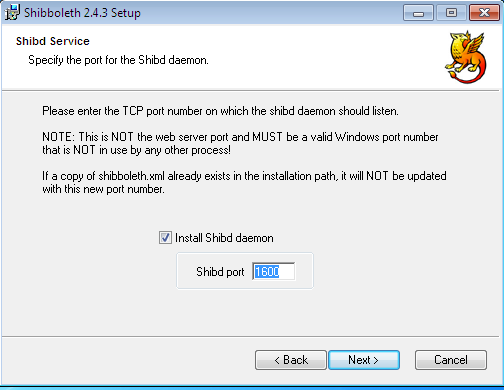 Shibboleth 2.4.3 Setup
Shibd Service
Specify the port for the Shibd daemon.
Please enter the TCP port number on which the shibd daemon should listen.
NOTE: This is NOT the web server port and MUST be a valid Windows port number
that is NOT in use by any other process!
If a copy of shibboleth.xml already exists in the installation path, it will NOT be updated
with this new port number.
Install Shibd daemon
Shibd port 1600
< Back Next > Cancel